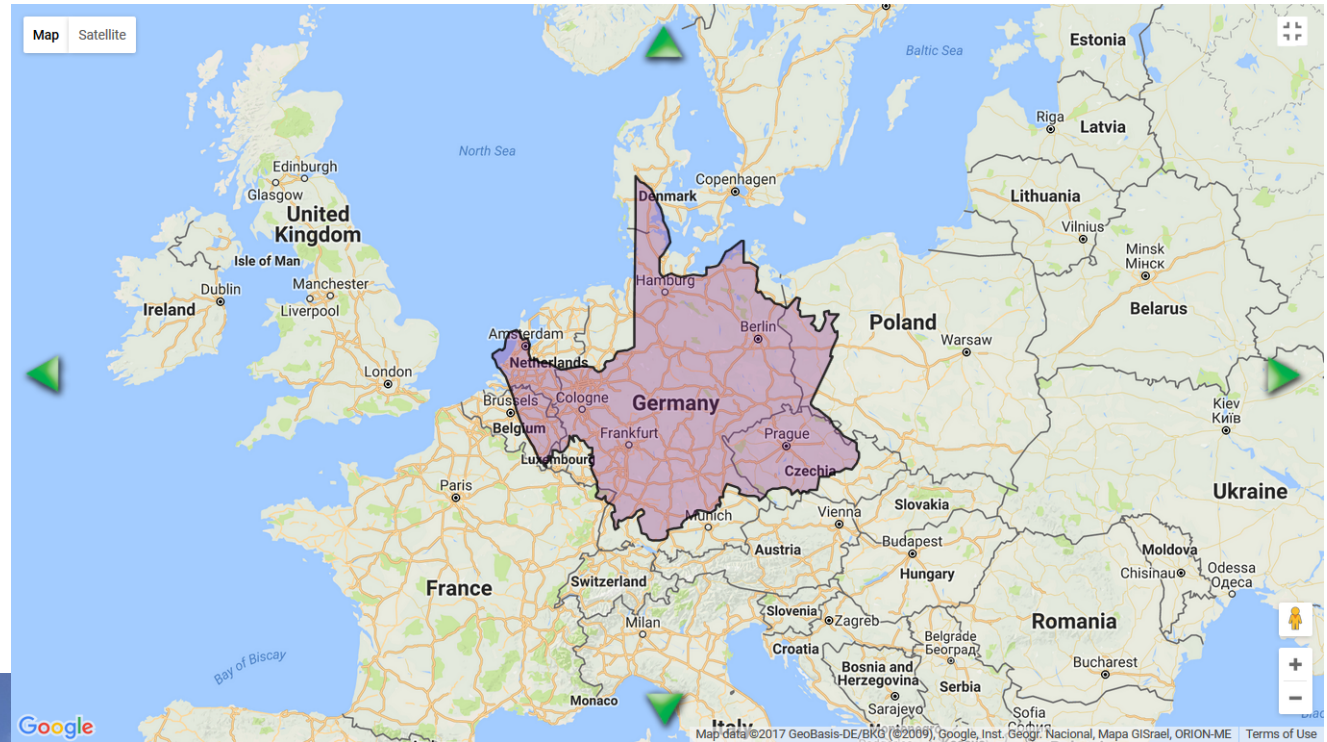 Map Satellite
Baltic Sea
Estonia
Riga
Latvia
North Sea
Edinburgh
Glasgow
Copenhagen
Denmark
Lithuania
Vilnius
United
Kingdom
Isle of Man
Minsk
Мінск
Dublin
Manchester
Liverpool
Ireland
Hamburg
Belarus
Berlin
Poland
Warsaw
Amsterdam
Netherlands
London
Brussels
Cologne
Germany
Kiev
Київ
Belgium
Frankfurt
Prague
Luxembourg
Czechia
Paris
Ukraine
Slovakia
Munich
Vienna
Austria
Budapest
Hungary
Moldova
Chisinau
Odessa
Одеса
France
Switzerland
Milan
Slovenia
Zagreb
Croatia
Romania
Belgrade
Београд
Bay of Biscay
Bosnia and
Herzegovina
Serbia
Bucharest
Monaco
Sarajevo
Sofia
Italy
Google
Map data ©2017 GeoBasis-DE/BKG (©2009), Google, Inst. Geogr. Nacional, Mapa GISrael, ORION-ME Terms of Use